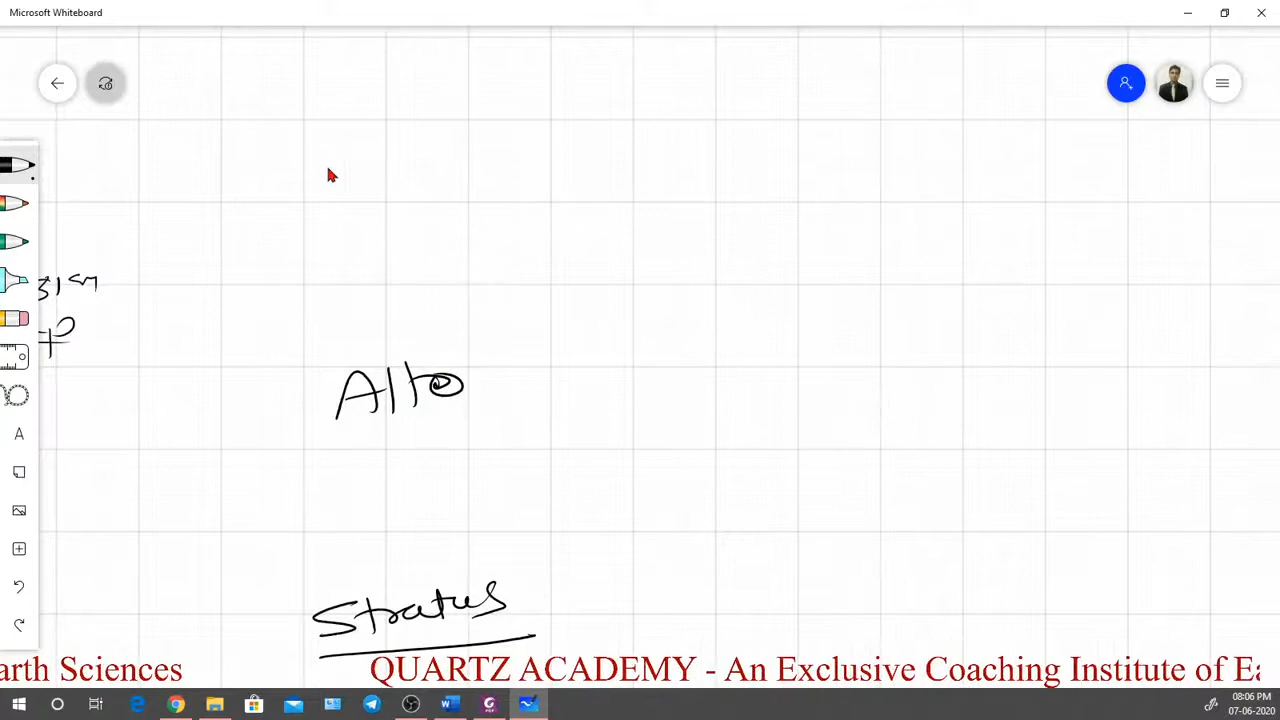 Microsoft Whiteboard
Alto
Stratus
arth Sciences QUARTZ ACADEMY - An Exclusive Coaching Institute of Ea
08:06 PM
07-06-2020